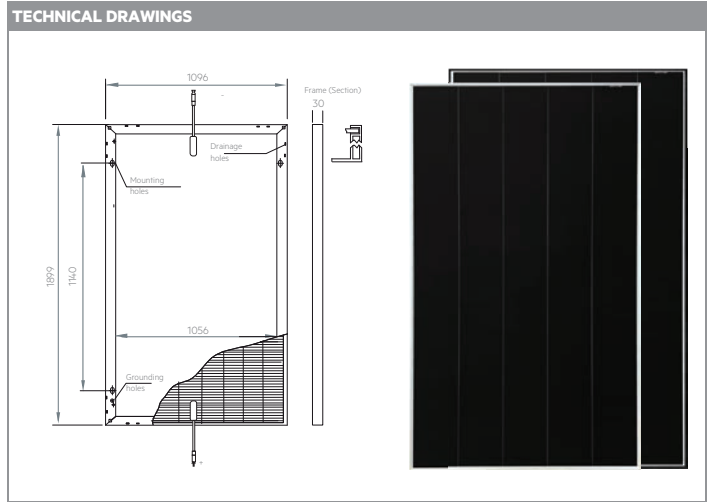 TECHNICAL DRAWINGS
1096
-
Frame (Section)
30
Drainage
holes
Mounting
holes
1899
1140
1056
Grounding
holes
+